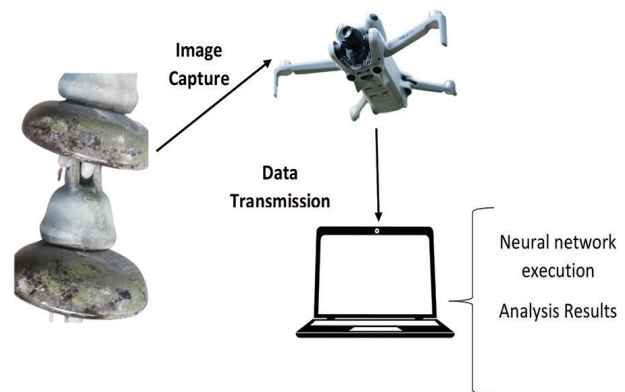 Image
Capture
Data
Transmission
Neural network
execution
Analysis Results